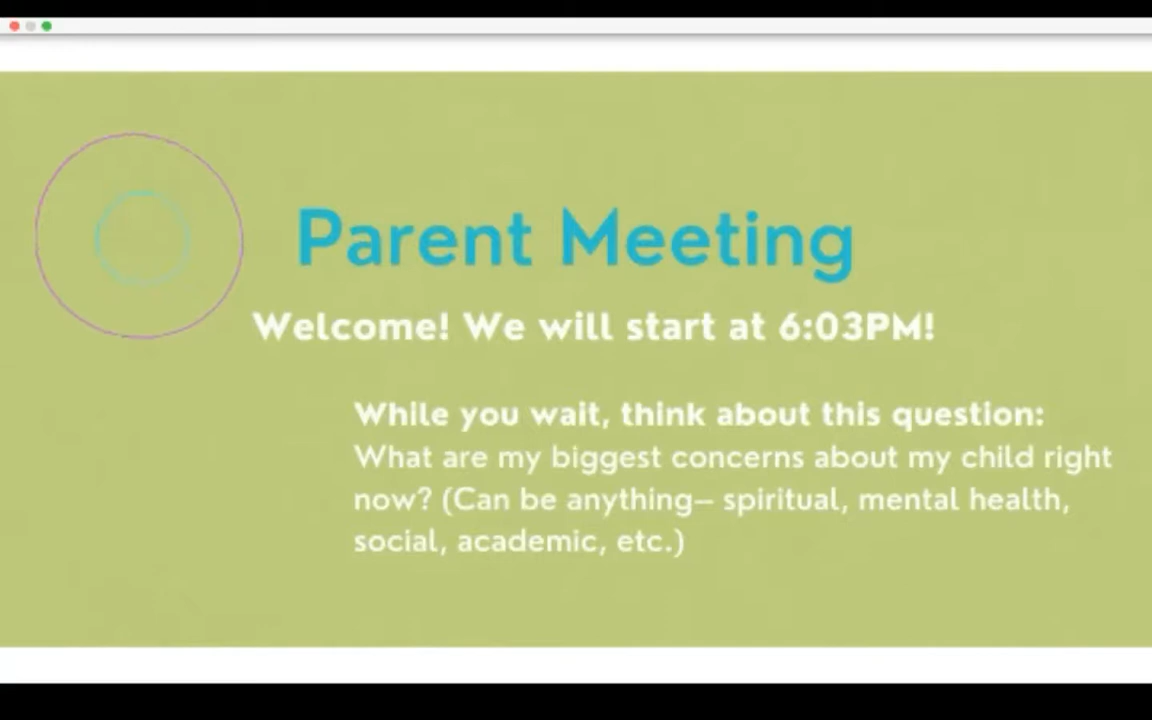 Parent Meeting
Welcome! We will start at 6:03PM!
While you wait, think about this question:
What are my biggest concerns about my child right
now? (Can be anything– spiritual, mental health,
social, academic, etc.)